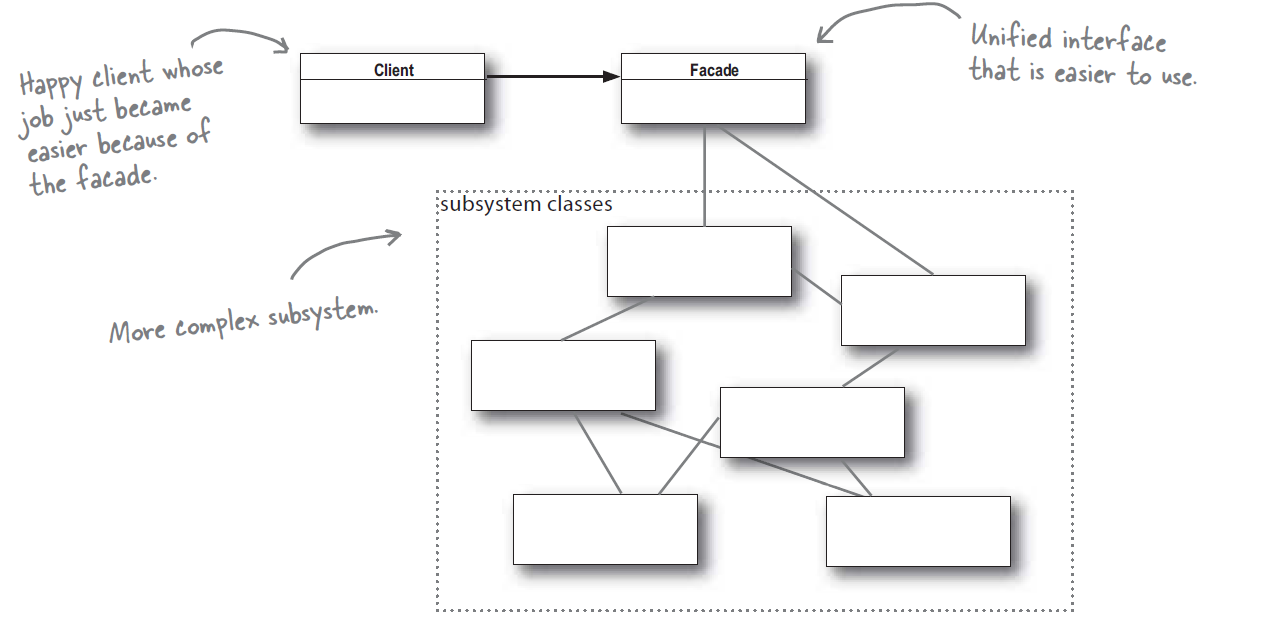 Happy client whose
job just became
easier because of
the facade.
Client
Facade
Unified interface
that is easier to use.
subsystem classes
More complex subsystem.